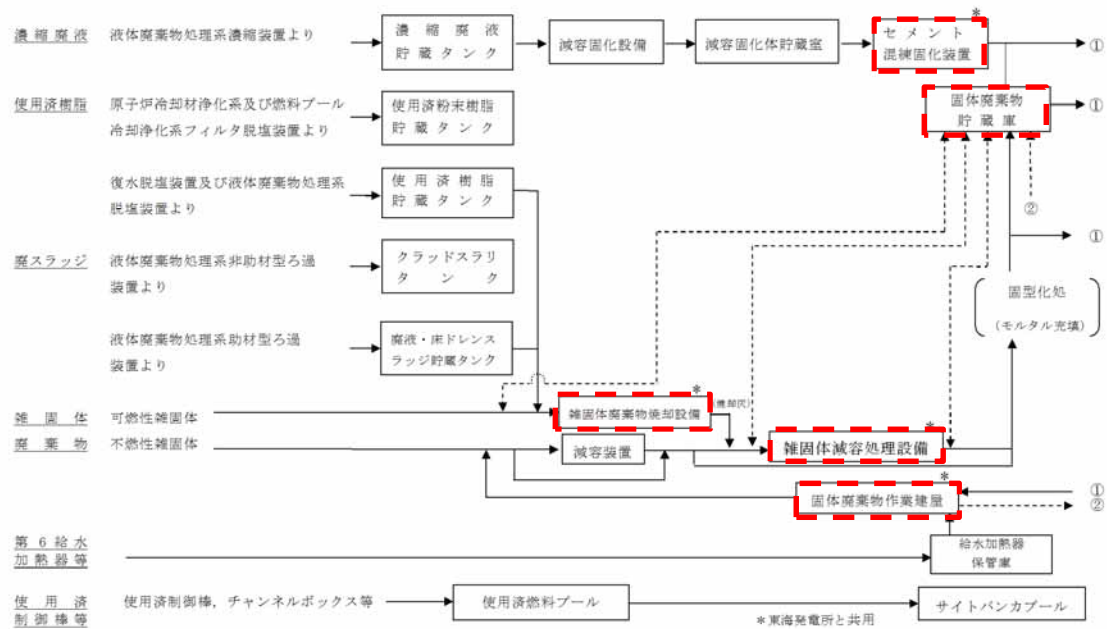 濃縮廃液 液体廃棄物処理系濃縮装置より
濃縮廃液
貯蔵タンク
減容固化設備
減容固化体貯蔵室
*
セメント
混棟固化装置
①
使用済樹脂 原子炉冷却材浄化系及び燃料プール
冷却浄化系フィルタ脱塩装置より
使用済粉末樹脂
貯蔵タンク
固体廃棄物
貯蔵庫
①
復水脱塩装置及び液体廃棄物処理系
脱塩装置より
使用済樹脂
貯蔵タンク
②
①
廃スラッジ 液体廃棄物処理系非助材型ろ過
装置より
クラッドスラリ
タンク
固型化処
(モルタル充填)
液体廃棄物処理系助材型ろ過
装置より
廃液・床ドレンス
ラッジ貯蔵タンク
雑固体 可燃性雑固体
*
雑固体廃棄物焼却設備
廃棄物 不燃性雑固体
減容装置
*
雑固体減容処理設備
*
固体廃棄物作業建屋
①
②
第6給水
加熱器等
給水加熱器
保管庫
使用済
制御棒等
使用済制御棒，チャンネルボックス等
使用済燃料プール
サイトバンカプール
*東海発電所と共用